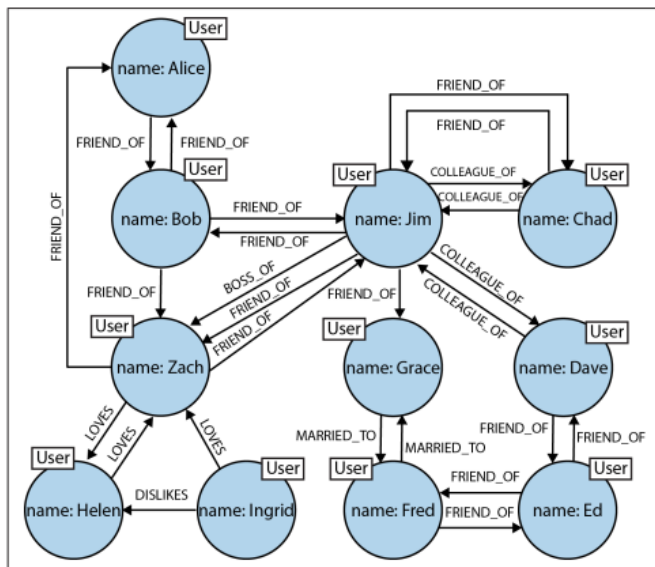 User
name: Alice
FRIEND_OF
FRIEND_OF
FRIEND_OF
FRIEND_OF
FRIEND_OF
User
name: Bob
FRIEND_OF
FRIEND_OF
User
name: Jim
COLLEAGUE_OF
COLLEAGUE_OF
User
name: Chad
FRIEND_OF
BOSS_OF
FRIEND_OF
FRIEND_OF
FRIEND_OF
COLLEAGUE_OF
COLLEAGUE_OF
User
name: Zach
User
name: Grace
User
name: Dave
LOVES
LOVES
LOVES
MARRIED_TO
MARRIED_TO
FRIEND_OF
FRIEND_OF
User
name: Helen
DISLIKES
User
name: Ingrid
User
name: Fred
FRIEND_OF
FRIEND_OF
User
name: Ed